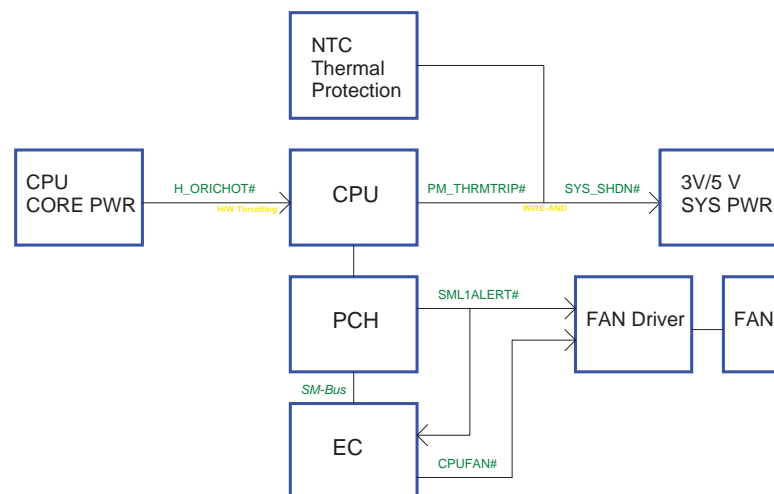 NTC
Thermal
Protection
CPU
CORE PWR
H_ORICHOT#
H/W Throttling
CPU
PM_THRMTRIP#
WIRE-AND
SYS_SHDN#
3V/5 V
SYS PWR
PCH
SML1ALERT#
FAN Driver
FAN
SM-Bus
EC
CPUFAN#